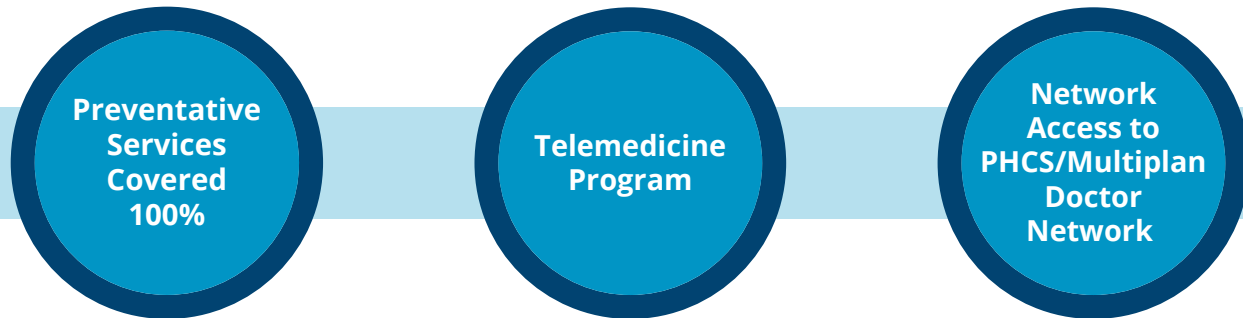 Preventative
Services
Covered
100%
Telemedicine
Program
Network
Access to
PHCS/Multiplan
Doctor
Network